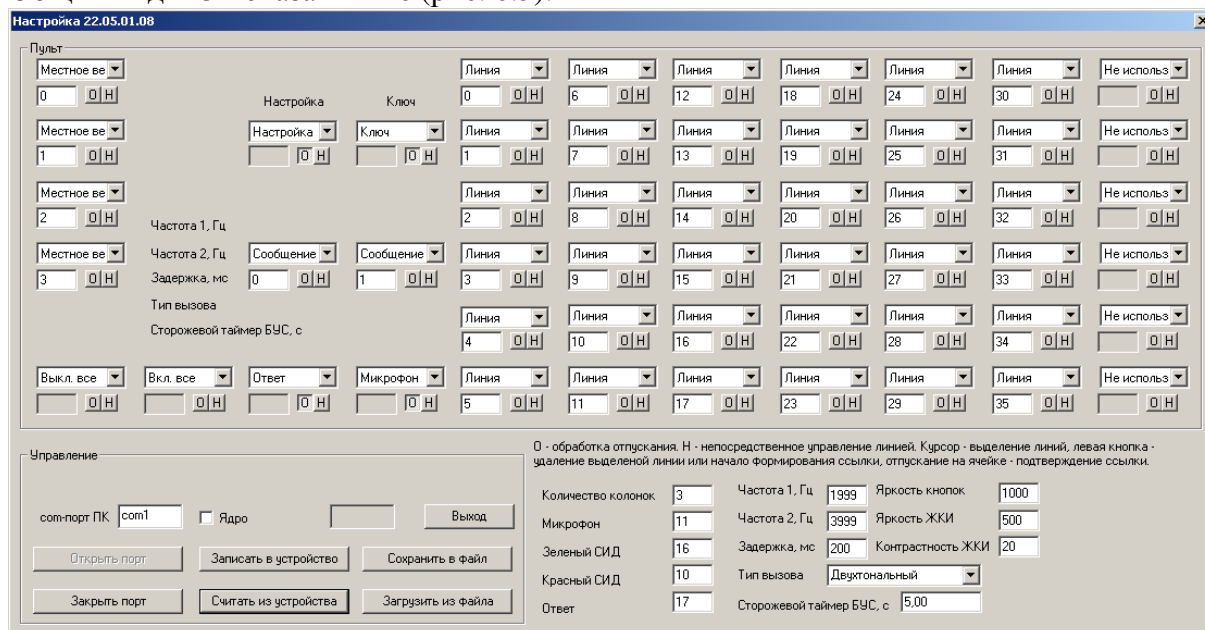 Настройка 22.05.01.08
Пульт
Местное ве Линия Линия Линия Линия Линия Линия Не использ
0 О Н 0 О Н 6 О Н 12 О Н 18 О Н 24 О Н 30 О Н О Н
Настройка Ключ
Местное ве Настройка Ключ Линия Линия Линия Линия Линия Линия Не использ
1 О Н О Н О Н 1 О Н 7 О Н 13 О Н 19 О Н 25 О Н 31 О Н О Н
Местное ве Линия Линия Линия Линия Линия Линия Не использ
2 О Н 2 О Н 8 О Н 14 О Н 20 О Н 26 О Н 32 О Н О Н
Частота 1, Гц
Местное ве Частота 2, Гц Сообщение Сообщение Линия Линия Линия Линия Линия Линия Не использ
3 О Н Задержка, мс 0 О Н 1 О Н 3 О Н 9 О Н 15 О Н 21 О Н 27 О Н 33 О Н О Н
Тип вызова
Линия Линия Линия Линия Линия Линия Не использ
Сторожевой таймер БУС, с
4 О Н 10 О Н 16 О Н 22 О Н 28 О Н 34 О Н О Н
Выкл. все Вкл. все Ответ Микрофон Линия Линия Линия Линия Линия Линия Не использ
О Н О Н О Н О Н 5 О Н 11 О Н 17 О Н 23 О Н 29 О Н 35 О Н О Н
О - обработка отпускания. Н - непосредственное управление линией. Курсор - выделение линий, левая кнопка -
удаление выделеной линии или начало формирования ссылки, отпускание на ячейке - подтверждение ссылки.
Управление
com-порт ПК com1 Ядро Выход
Открыть порт Записать в устройство Сохранить в файл
Закрыть порт Считать из устройства Загрузить из файла
Количество колонок 3 Частота 1, Гц 1999 Яркость кнопок 1000
Микрофон 11 Частота 2, Гц 3999 Яркость ЖКИ 500
Зеленый СИД 16 Задержка, мс 200 Контрастность ЖКИ 20
Красный СИД 10 Тип вызова Двухтональный
Ответ 17 Сторожевой таймер БУС, с 5,00